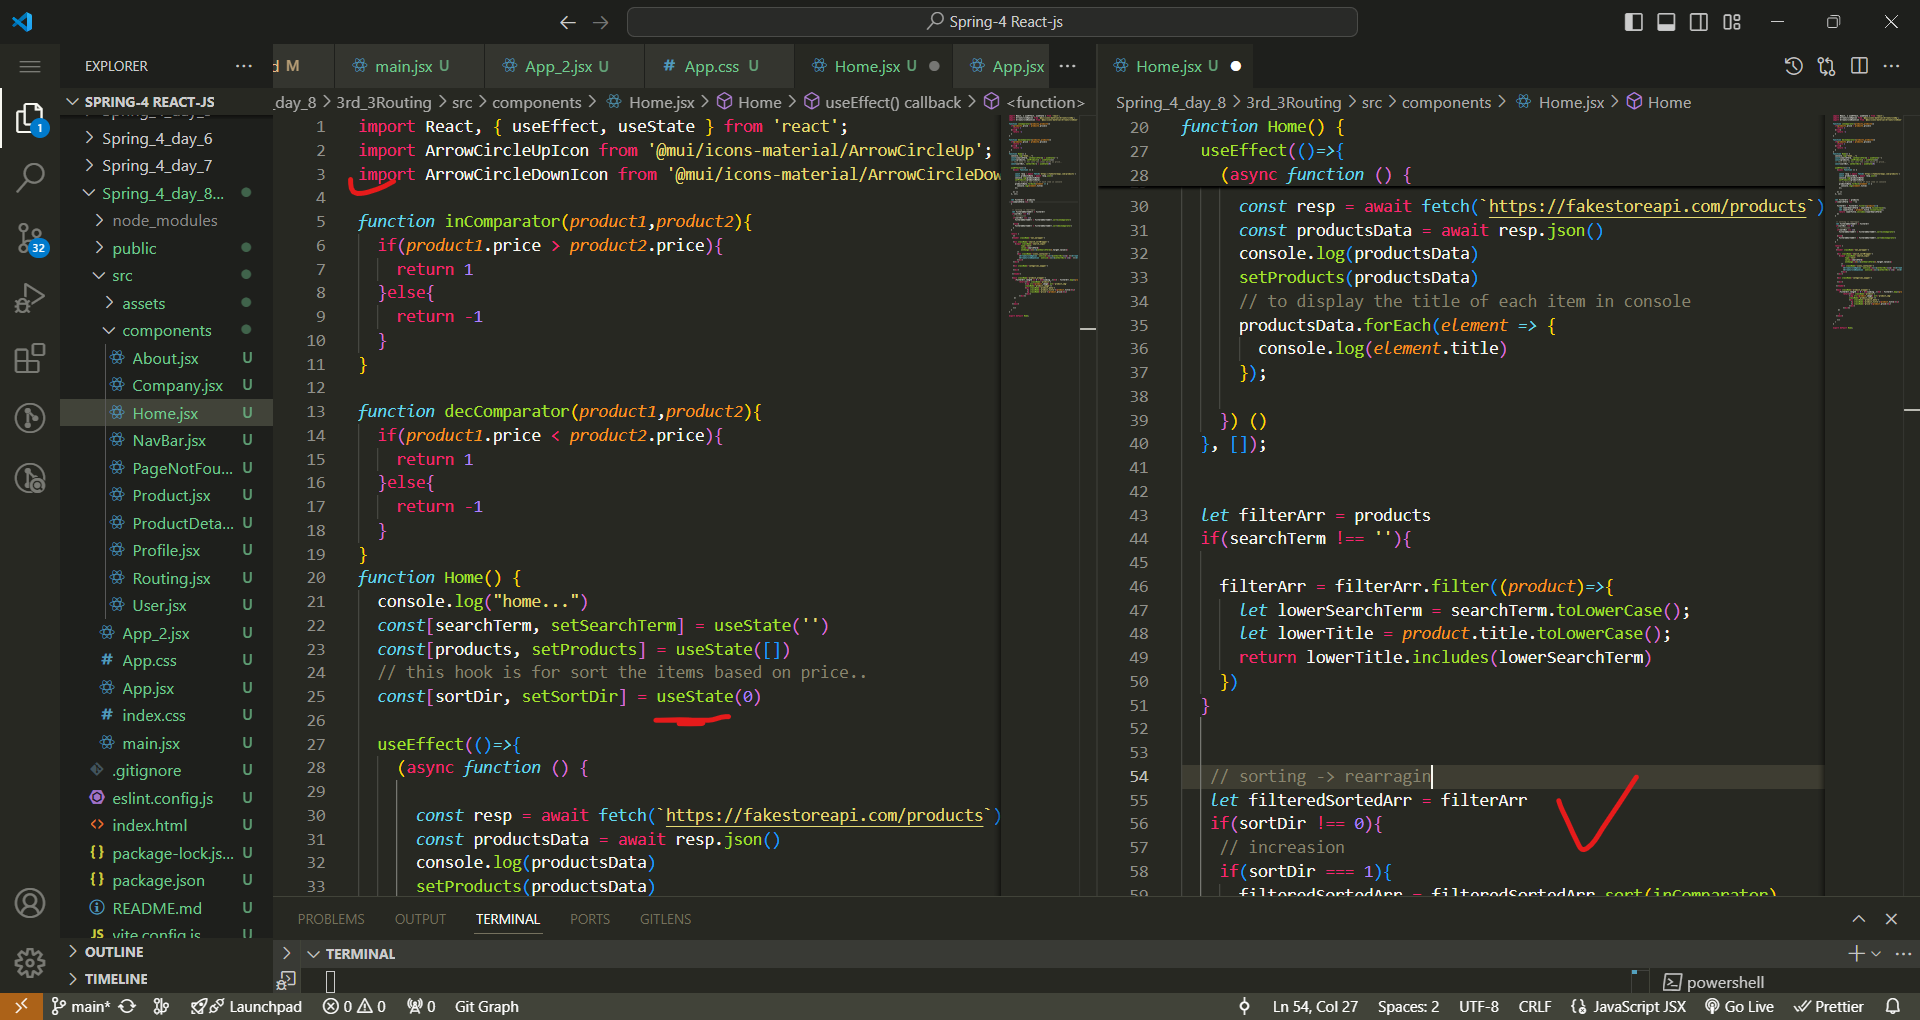 Spring-4 React-js
EXPLORER
SPRING-4 REACT-JS
Spring_4_day_6
Spring_4_day_7
Spring_4_day_8...
node_modules
public
src
assets
components
About.jsx U
Company.jsx U
Home.jsx U
NavBar.jsx U
PageNotFou... U
Product.jsx U
ProductDeta... U
Profile.jsx U
Routing.jsx U
User.jsx U
App_2.jsx U
# App.css U
App.jsx U
# index.css U
main.jsx U
.gitignore U
eslint.config.js U
<> index.html U
{} package-lock.js... U
{} package.json U
README.md U
JS vite.config.js U
OUTLINE
TIMELINE
d M
main.jsx U
App_2.jsx U
# App.css U
Home.jsx U
App.jsx
_day_8 > 3rd_3Routing > src > components > Home.jsx > Home > useEffect() callback > <function>
1 import React, { useEffect, useState } from 'react';
2 import ArrowCircleUpIcon from '@mui/icons-material/ArrowCircleUp';
3 import ArrowCircleDownIcon from '@mui/icons-material/ArrowCircleDow
4
5 function inComparator(product1,product2){
6 if(product1.price > product2.price){
7 return 1
8 }else{
9 return -1
10 }
11 }
12
13 function decComparator(product1,product2){
14 if(product1.price < product2.price){
15 return 1
16 }else{
17 return -1
18 }
19 }
20 function Home() {
21 console.log("home...")
22 const[searchTerm, setSearchTerm] = useState('')
23 const[products, setProducts] = useState([])
24 // this hook is for sort the items based on price..
25 const[sortDir, setSortDir] = useState(0)
26
27 useEffect(()=>{
28 (async function () {
29
30 const resp = await fetch(`https://fakestoreapi.com/products`)
31 const productsData = await resp.json()
32 console.log(productsData)
33 setProducts(productsData)
Home.jsx U
Spring_4_day_8 > 3rd_3Routing > src > components > Home.jsx > Home
20 function Home() {
27 useEffect(()=>{
28 (async function () {
30 const resp = await fetch(`https://fakestoreapi.com/products`)
31 const productsData = await resp.json()
32 console.log(productsData)
33 setProducts(productsData)
34 // to display the title of each item in console
35 productsData.forEach(element => {
36 console.log(element.title)
37 });
38
39 }) ()
40 }, []);
41
42
43 let filterArr = products
44 if(searchTerm !== ''){
45
46 filterArr = filterArr.filter((product)=>{
47 let lowerSearchTerm = searchTerm.toLowerCase();
48 let lowerTitle = product.title.toLowerCase();
49 return lowerTitle.includes(lowerSearchTerm)
50 })
51 }
52
53
54 // sorting -> rearragin
55 let filteredSortedArr = filterArr
56 if(sortDir !== 0){
57 // increasion
58 if(sortDir === 1){
59 filteredSortedArr = filteredSortedArr.sort(inComparator)
PROBLEMS OUTPUT TERMINAL PORTS GITLENS
TERMINAL
powershell
main* Launchpad 0 0 0 Git Graph Ln 54, Col 27 Spaces: 2 UTF-8 CRLF {} JavaScript JSX Go Live Prettier
1
32